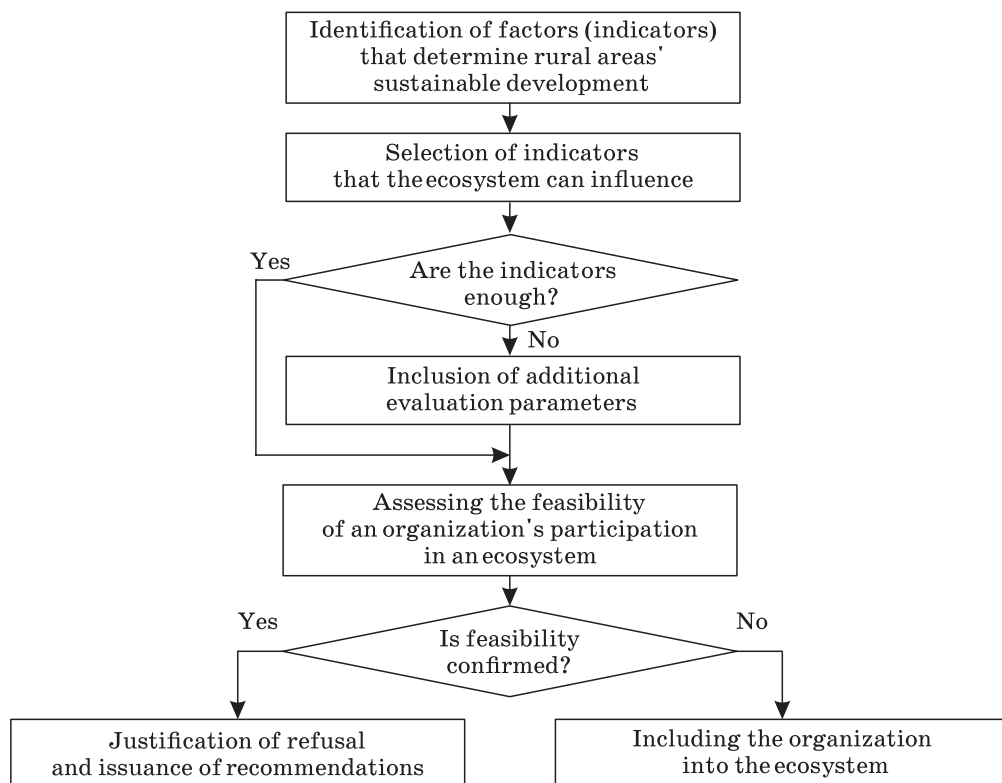 Identification of factors (indicators)
that determine rural areas'
sustainable development
Selection of indicators
that the ecosystem can influence
Yes
Are the indicators
enough?
No
Inclusion of additional
evaluation parameters
Assessing the feasibility
of an organization's participation
in an ecosystem
Yes
Is feasibility
confirmed?
No
Justification of refusal
and issuance of recommendations
Including the organization
into the ecosystem